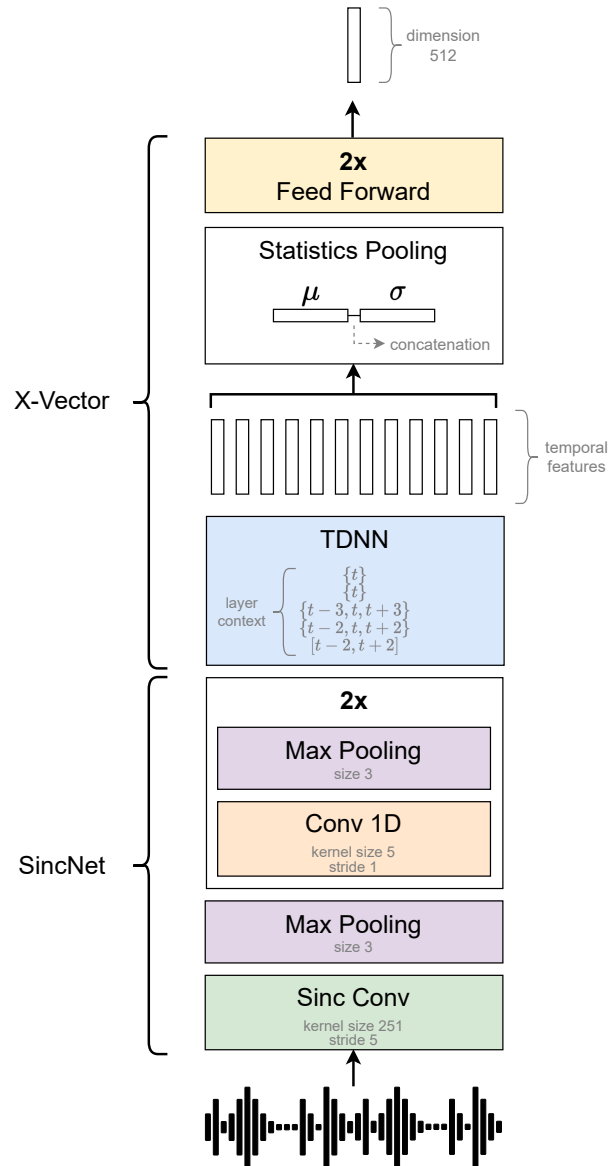 dimension
512
2x
Feed Forward
Statistics Pooling
μ σ
concatenation
X-Vector
temporal
features
TDNN
layer
context
{t}
{t}
{t − 3, t, t + 3}
{t − 2, t, t + 2}
[t − 2, t + 2]
2x
Max Pooling
size 3
Conv 1D
kernel size 5
stride 1
SincNet
Max Pooling
size 3
Sinc Conv
kernel size 251
stride 5